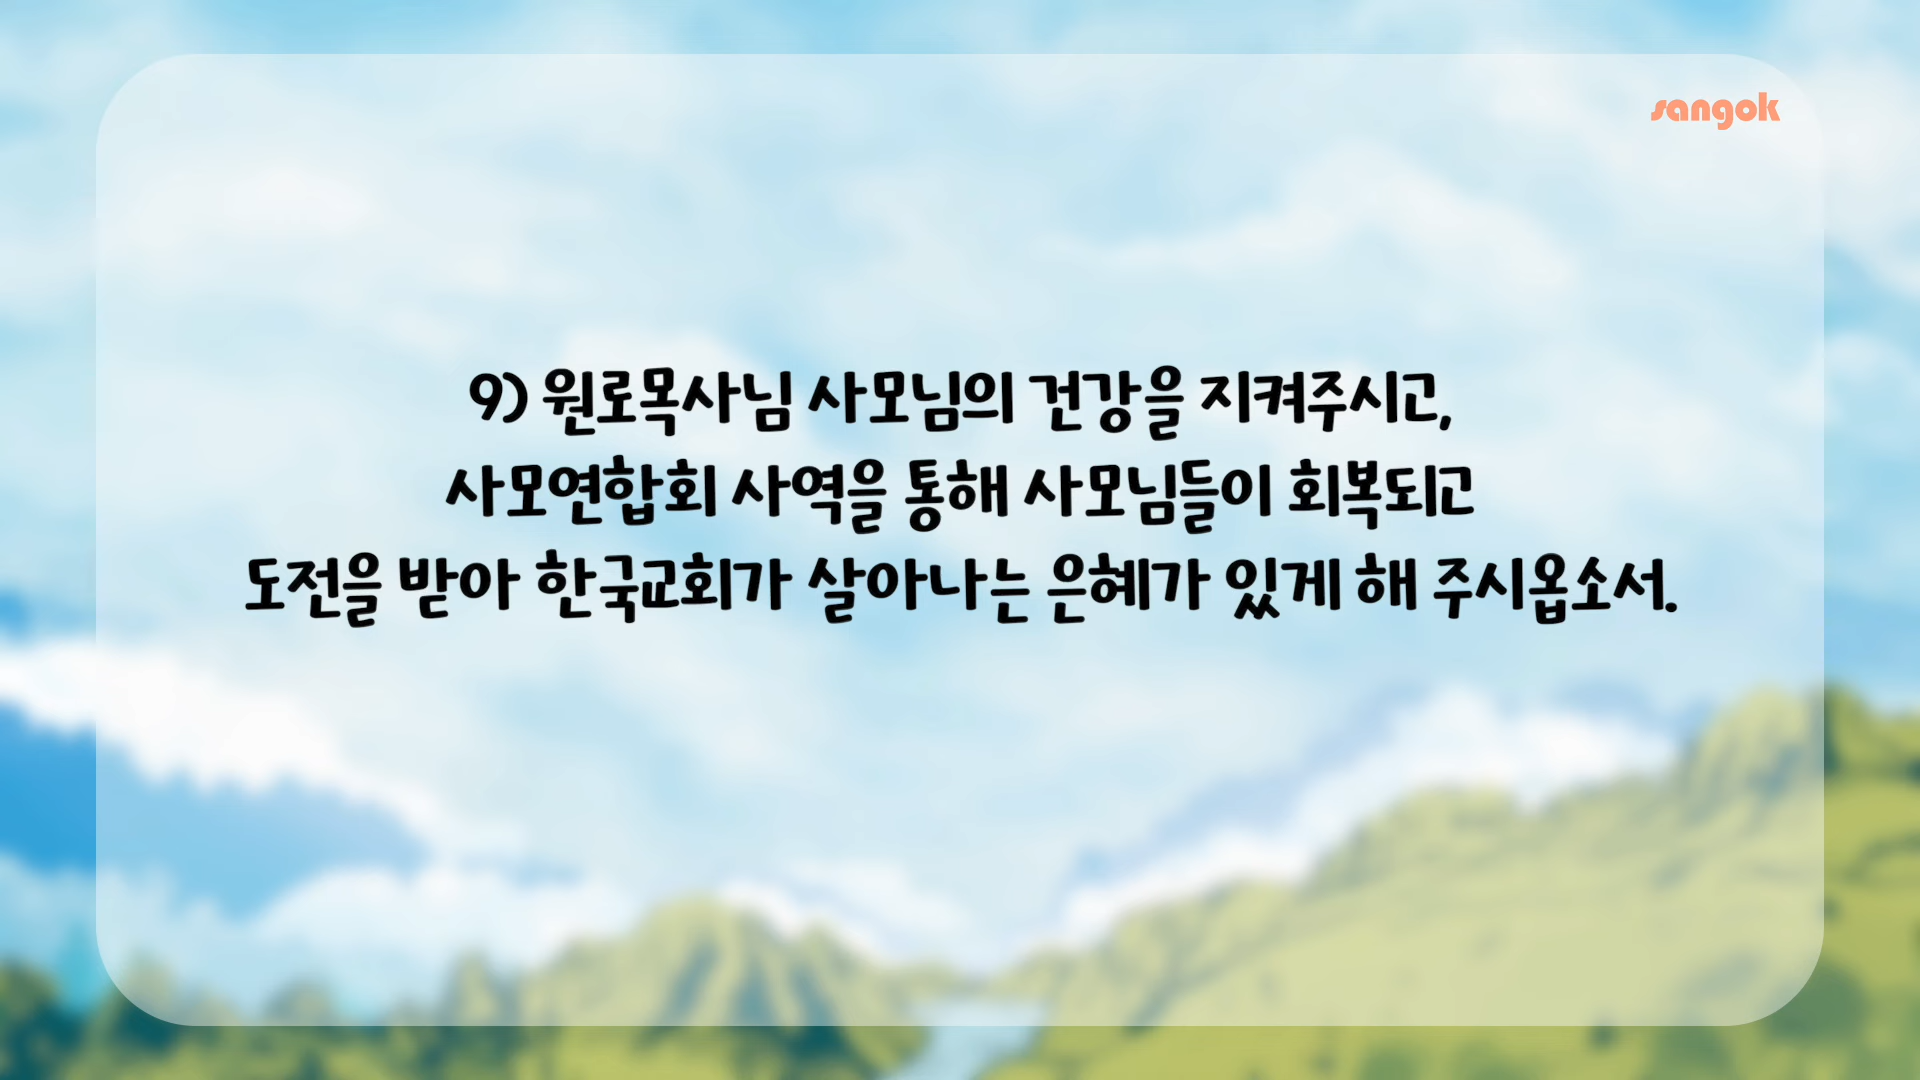 sangok
9) 원로목사님 사모님의 건강을 지켜주시고,
사모연합회 사역을 통해 사모님들이 회복되고
도전을 받아 한국교회가 살아나는 은혜가 있게 해 주시옵소서.